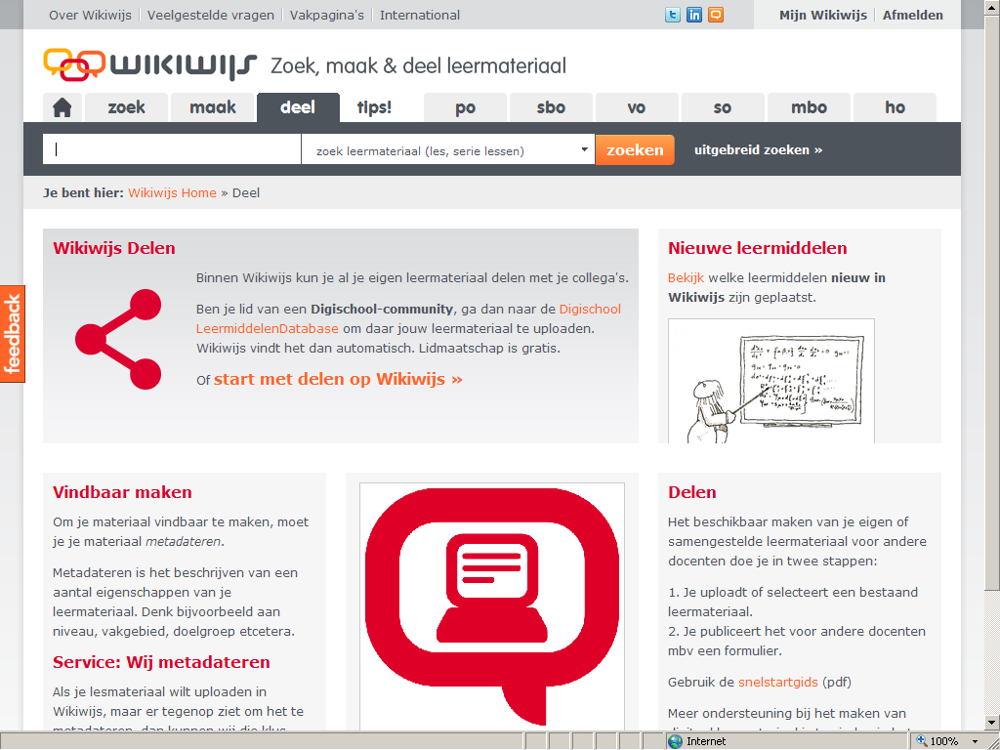 Over Wikiwijs Veelgestelde vragen Vakpagina's International
Mijn Wikiwijs Afmelden
wikiwijs Zoek, maak & deel leermateriaal
zoek maak deel tips! po sbo vo so mbo ho
zoek leermateriaal (les, serie lessen) zoeken uitgebreid zoeken »
Je bent hier: Wikiwijs Home » Deel
feedback
Wikiwijs Delen
Binnen Wikiwijs kun je al je eigen leermateriaal delen met je collega's.
Ben je lid van een Digischool-community, ga dan naar de Digischool
LeermiddelenDatabase om daar jouw leermateriaal te uploaden.
Wikiwijs vindt het dan automatisch. Lidmaatschap is gratis.
Of start met delen op Wikiwijs »
Nieuwe leermiddelen
Bekijk welke leermiddelen nieuw in
Wikiwijs zijn geplaatst.
Vindbaar maken
Om je materiaal vindbaar te maken, moet
je je materiaal metadateren.
Metadateren is het beschrijven van een
aantal eigenschappen van je
leermateriaal. Denk bijvoorbeeld aan
niveau, vakgebied, doelgroep etcetera.
Service: Wij metadateren
Als je lesmateriaal wilt uploaden in
Wikiwijs, maar er tegenop ziet om het te
metadateren, dan kunnen wij die klus
Delen
Het beschikbaar maken van je eigen of
samengestelde leermateriaal voor andere
docenten doe je in twee stappen:
1. Je uploadt of selecteert een bestaand
leermateriaal.
2. Je publiceert het voor andere docenten
mbv een formulier.
Gebruik de snelstartgids (pdf)
Meer ondersteuning bij het maken van
Internet 100%